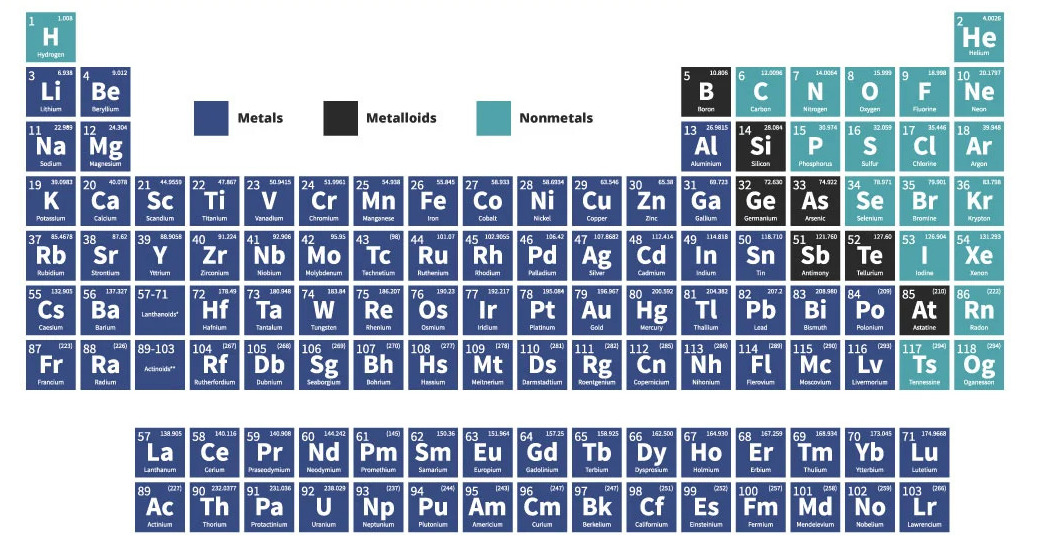 1 1.008 2 4.0026
H He
Hydrogen Helium
3 6.938 4 9.012 5 10.806 6 12.0096 7 14.0064 8 15.999 9 18.998 10 20.1797
Li Be B C N O F Ne
Lithium Beryllium Boron Carbon Nitrogen Oxygen Fluorine Neon
Metals Metalloids Nonmetals
11 22.989 12 24.304 13 26.9815 14 28.084 15 30.974 16 32.059 17 35.446 18 39.948
Na Mg Al Si P S Cl Ar
Sodium Magnesium Aluminium Silicon Phosphorus Sulfur Chlorine Argon
19 39.0983 20 40.078 21 44.9559 22 47.867 23 50.9415 24 51.9961 25 54.938 26 55.845 27 58.933 28 58.6934 29 63.546 30 65.38 31 69.723 32 72.630 33 74.922 34 78.971 35 79.901 36 83.798
K Ca Sc Ti V Cr Mn Fe Co Ni Cu Zn Ga Ge As Se Br Kr
Potassium Calcium Scandium Titanium Vanadium Chromium Manganese Iron Cobalt Nickel Copper Zinc Gallium Germanium Arsenic Selenium Bromine Krypton
37 85.4678 38 87.62 39 88.9058 40 91.224 41 92.906 42 95.95 43 (98) 44 101.07 45 102.9055 46 106.42 47 107.8682 48 112.414 49 114.818 50 118.710 51 121.760 52 127.60 53 126.904 54 131.293
Rb Sr Y Zr Nb Mo Tc Ru Rh Pd Ag Cd In Sn Sb Te I Xe
Rubidium Strontium Yttrium Zirconium Niobium Molybdenum Technetium Ruthenium Rhodium Palladium Silver Cadmium Indium Tin Antimony Tellurium Iodine Xenon
55 132.905 56 137.327 57-71 72 178.49 73 180.948 74 183.84 75 186.207 76 190.23 77 192.217 78 195.084 79 196.967 80 200.592 81 204.382 82 207.2 83 208.980 84 (209) 85 (210) 86 (222)
Cs Ba Lanthanoids* Hf Ta W Re Os Ir Pt Au Hg Tl Pb Bi Po At Rn
Caesium Barium Hafnium Tantalum Tungsten Rhenium Osmium Iridium Platinum Gold Mercury Thallium Lead Bismuth Polonium Astatine Radon
87 (223) 88 (226) 89-103 104 (267) 105 (268) 106 (269) 107 (270) 108 (277) 109 (278) 110 (281) 111 (282) 112 (285) 113 (286) 114 (289) 115 (290) 116 (293) 117 (294) 118 (294)
Fr Ra Actinoids** Rf Db Sg Bh Hs Mt Ds Rg Cn Nh Fl Mc Lv Ts Og
Francium Radium Rutherfordium Dubnium Seaborgium Bohrium Hassium Meitnerium Darmstadtium Roentgenium Copernicium Nihonium Flerovium Moscovium Livermorium Tennessine Oganesson
57 138.905 58 140.116 59 140.908 60 144.242 61 (145) 62 150.36 63 151.964 64 157.25 65 158.925 66 162.500 67 164.930 68 167.259 69 168.934 70 173.045 71 174.9668
La Ce Pr Nd Pm Sm Eu Gd Tb Dy Ho Er Tm Yb Lu
Lanthanum Cerium Praseodymium Neodymium Promethium Samarium Europium Gadolinium Terbium Dysprosium Holmium Erbium Thulium Ytterbium Lutetium
89 (227) 90 232.0377 91 231.036 92 238.029 93 (237) 94 (244) 95 (243) 96 (247) 97 (247) 98 (251) 99 (252) 100 (257) 101 (258) 102 (259) 103 (266)
Ac Th Pa U Np Pu Am Cm Bk Cf Es Fm Md No Lr
Actinium Thorium Protactinium Uranium Neptunium Plutonium Americium Curium Berkelium Californium Einsteinium Fermium Mendelevium Nobelium Lawrencium